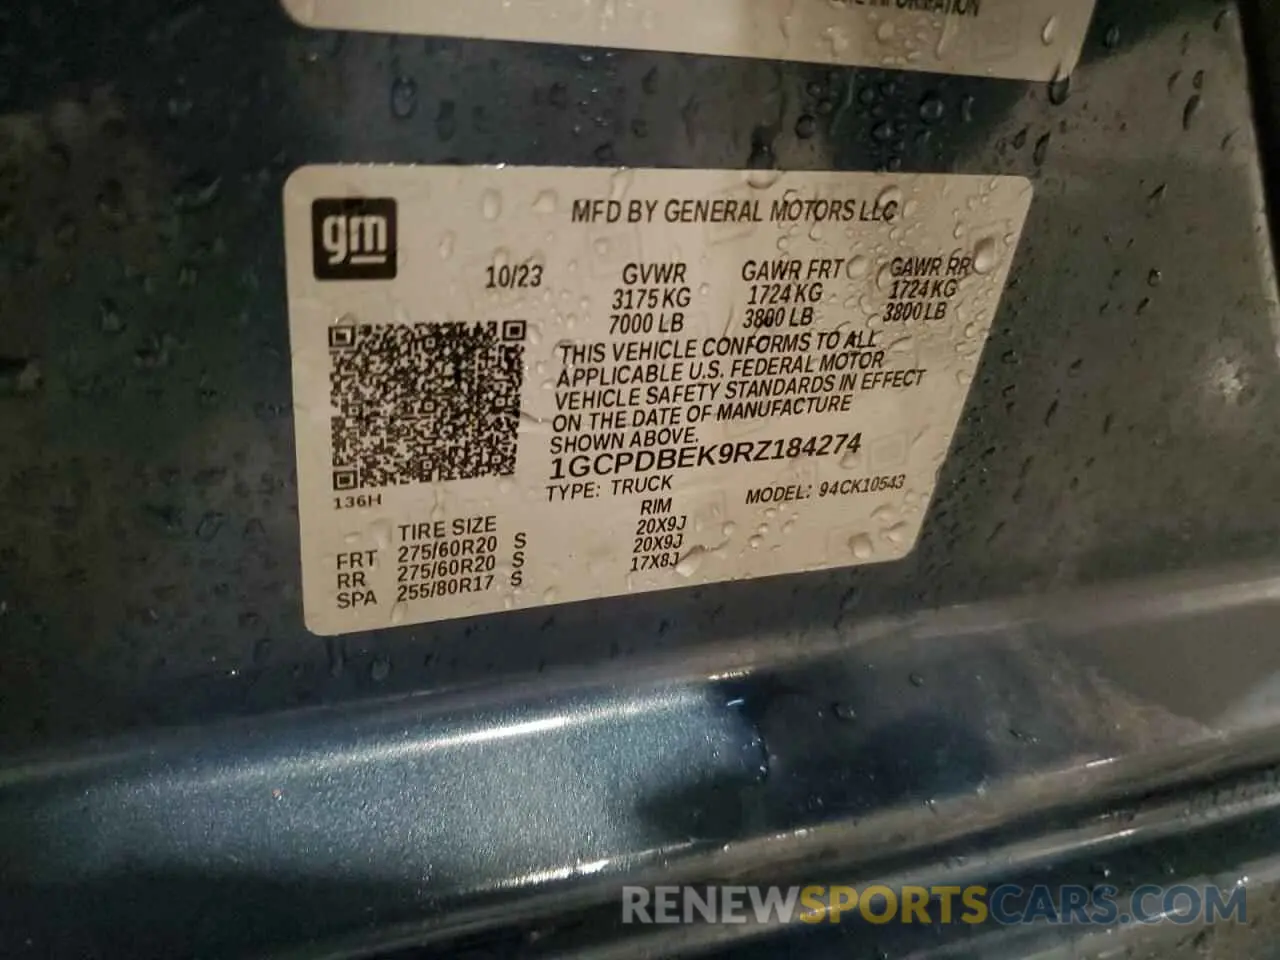 INFORMATION
gm
MFD BY GENERAL MOTORS LLC
10/23
GVWR
3175 KG
7000 LB
GAWR FRT
1724 KG
3800 LB
GAWR RR
1724 KG
3800 LB
THIS VEHICLE CONFORMS TO ALL
APPLICABLE U.S. FEDERAL MOTOR
VEHICLE SAFETY STANDARDS IN EFFECT
ON THE DATE OF MANUFACTURE
SHOWN ABOVE.
1GCPDBEK9RZ184274
TYPE: TRUCK MODEL: 94CK10543
136H
TIRE SIZE RIM
FRT 275/60R20 S 20X9J
RR 275/60R20 S 20X9J
SPA 255/80R17 S 17X8J
RENEWSPORTSCARS.COM